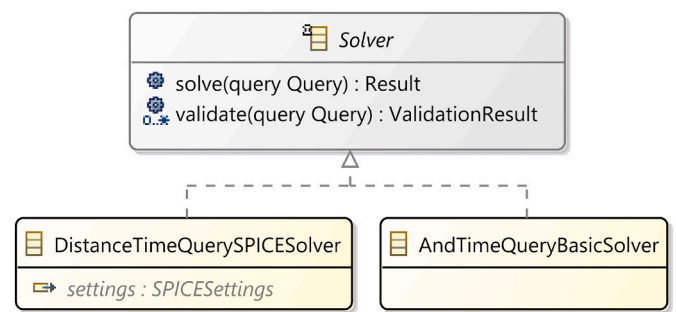 Solver
solve(query Query) : Result
validate(query Query) : ValidationResult
0..*
DistanceTimeQuerySPICESolver
settings : SPICESettings
AndTimeQueryBasicSolver